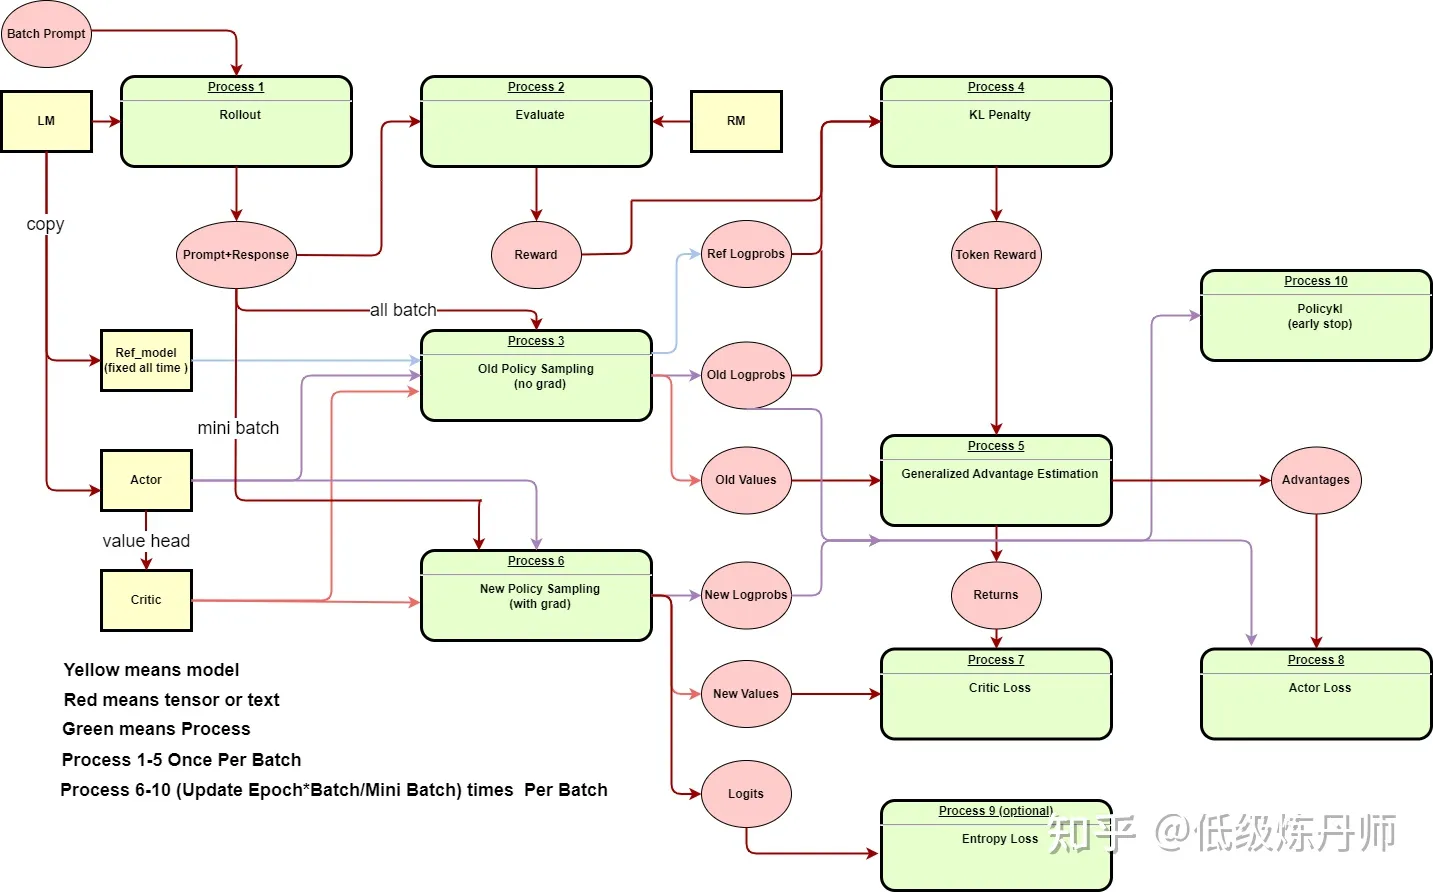 Batch Prompt
Process 1
Rollout
Process 2
Evaluate
Process 4
KL Penalty
LM
RM
copy
Prompt+Response
Reward
Ref Logprobs
Token Reward
Process 10
Policykl
(early stop)
all batch
Ref_model
(fixed all time )
Process 3
Old Policy Sampling
(no grad)
Old Logprobs
mini batch
Process 5
Generalized Advantage Estimation
Actor
Old Values
Advantages
value head
Process 6
New Policy Sampling
(with grad)
Critic
New Logprobs
Returns
Yellow means model
Red means tensor or text
Green means Process
Process 1-5 Once Per Batch
Process 6-10 (Update Epoch*Batch/Mini Batch) times  Per Batch
New Values
Process 7
Critic Loss
Process 8
Actor Loss
Logits
Process 9 (optional)
Entropy Loss
知乎 @低级炼丹师